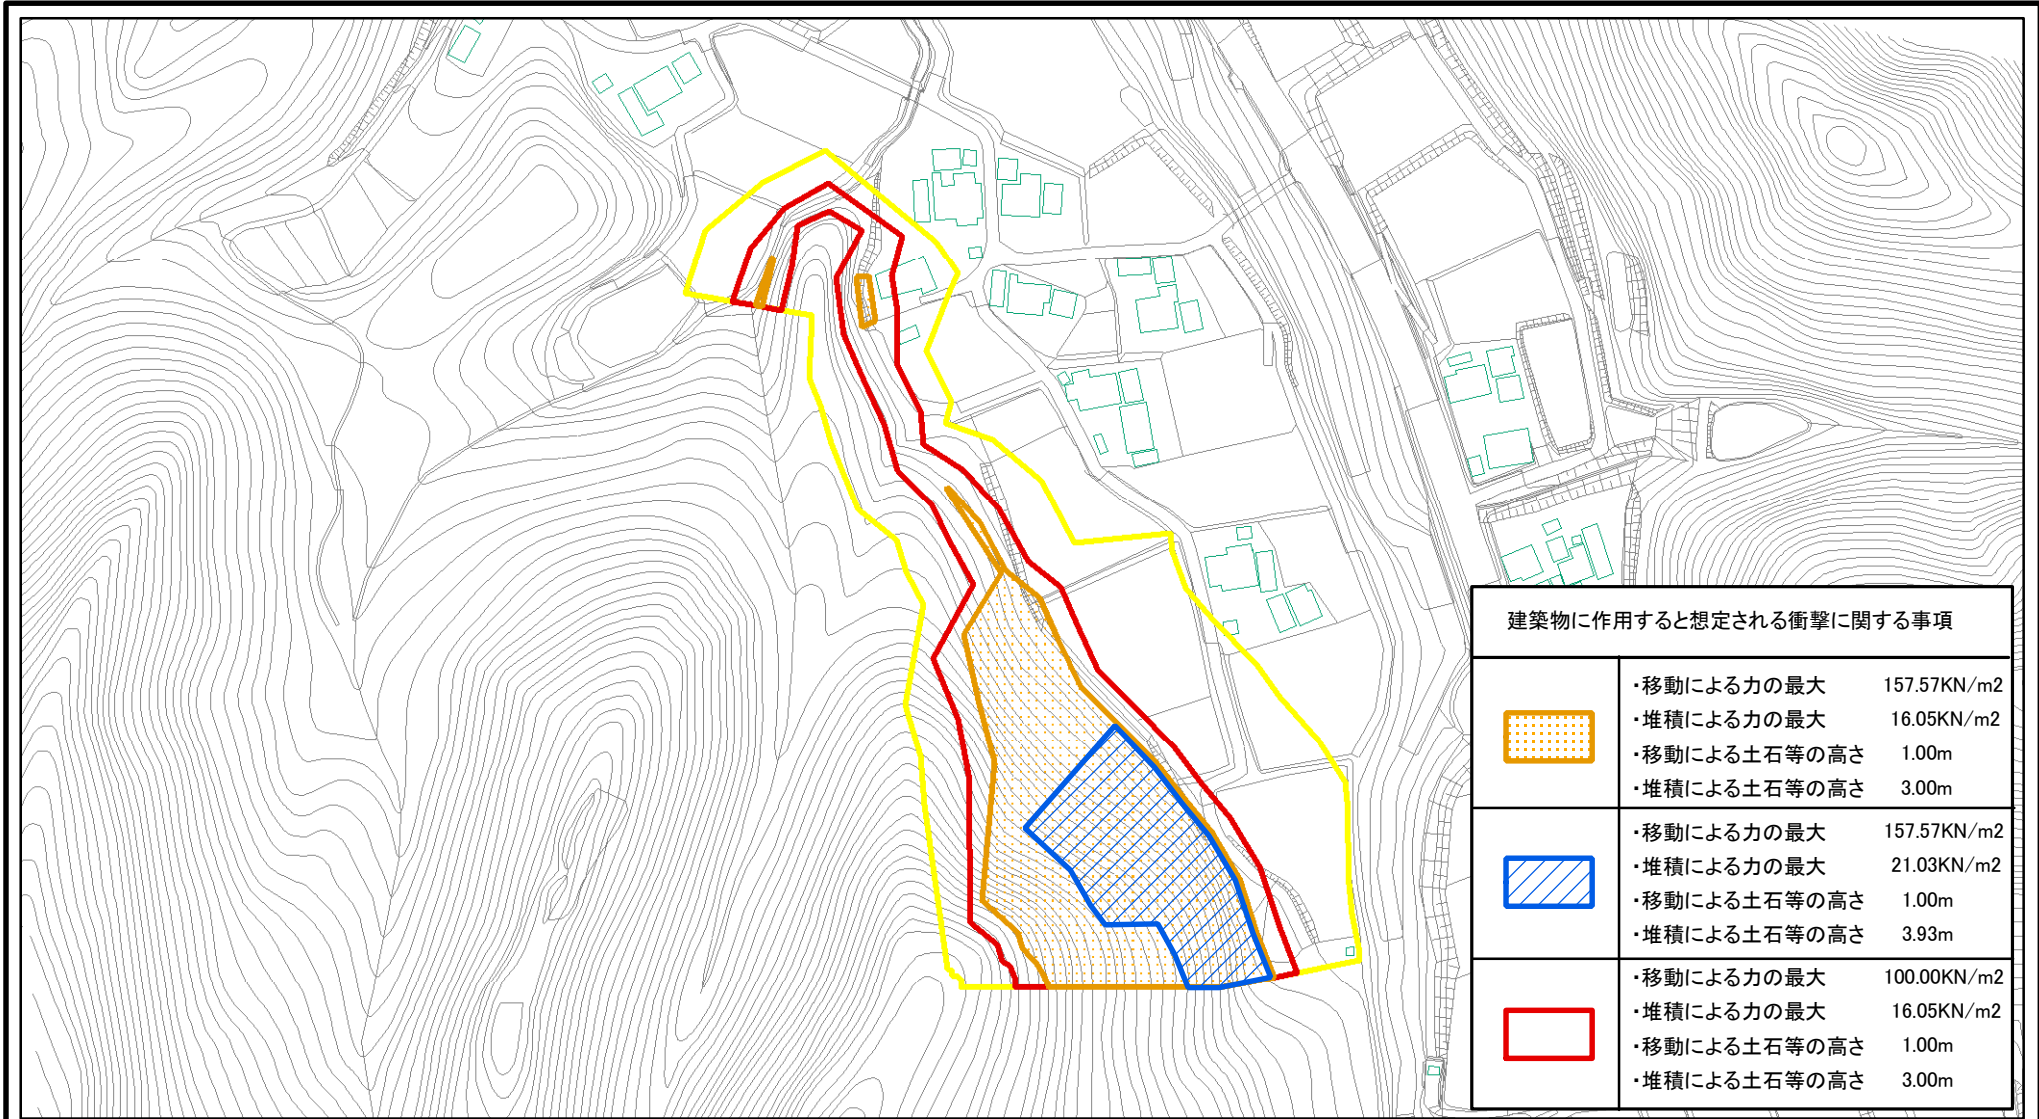 建築物に作用すると想定される衝撃に関する事項
・移動による力の最大 157.57KN/m2
・堆積による力の最大 16.05KN/m2
・移動による土石等の高さ 1.00m
・堆積による土石等の高さ 3.00m
・移動による力の最大 157.57KN/m2
・堆積による力の最大 21.03KN/m2
・移動による土石等の高さ 1.00m
・堆積による土石等の高さ 3.93m
・移動による力の最大 100.00KN/m2
・堆積による力の最大 16.05KN/m2
・移動による土石等の高さ 1.00m
・堆積による土石等の高さ 3.00m